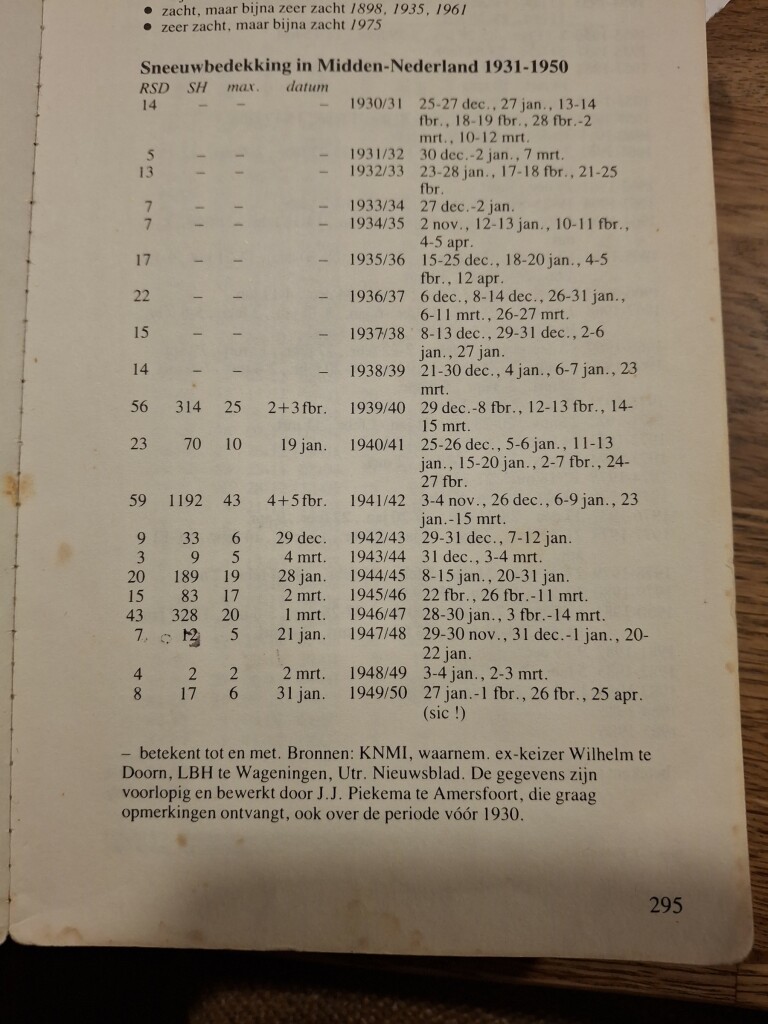 ● zacht, maar bijna zeer zacht 1898, 1935, 1961
● zeer zacht, maar bijna zacht 1975
Sneeuwbedekking in Midden-Nederland 1931-1950
RSD SH max. datum
14 – – – 1930/31 25-27 dec., 27 jan., 13-14
fbr., 18-19 fbr., 28 fbr.-2
mrt., 10-12 mrt.
5 – – – 1931/32 30 dec.-2 jan., 7 mrt.
13 – – – 1932/33 23-28 jan., 17-18 fbr., 21-25
fbr.
7 – – – 1933/34 27 dec.-2 jan.
7 – – – 1934/35 2 nov., 12-13 jan., 10-11 fbr.,
4-5 apr.
17 – – – 1935/36 15-25 dec., 18-20 jan., 4-5
fbr., 12 apr.
22 – – – 1936/37 6 dec., 8-14 dec., 26-31 jan.,
6-11 mrt., 26-27 mrt.
15 – – – 1937/38 8-13 dec., 29-31 dec., 2-6
jan., 27 jan.
14 – – – 1938/39 21-30 dec., 4 jan., 6-7 jan., 23
mrt.
56 314 25 2+3 fbr. 1939/40 29 dec.-8 fbr., 12-13 fbr., 14-
15 mrt.
23 70 10 19 jan. 1940/41 25-26 dec., 5-6 jan., 11-13
jan., 15-20 jan., 2-7 fbr., 24-
27 fbr.
59 1192 43 4+5 fbr. 1941/42 3-4 nov., 26 dec., 6-9 jan., 23
jan.-15 mrt.
9 33 6 29 dec. 1942/43 29-31 dec., 7-12 jan.
3 9 5 4 mrt. 1943/44 31 dec., 3-4 mrt.
20 189 19 28 jan. 1944/45 8-15 jan., 20-31 jan.
15 83 17 2 mrt. 1945/46 22 fbr., 26 fbr.-11 mrt.
43 328 20 1 mrt. 1946/47 28-30 jan., 3 fbr.-14 mrt.
7 5 21 jan. 1947/48 29-30 nov., 31 dec.-1 jan., 20-
22 jan.
4 2 2 2 mrt. 1948/49 3-4 jan., 2-3 mrt.
8 17 6 31 jan. 1949/50 27 jan.-1 fbr., 26 fbr., 25 apr.
(sic !)
– betekent tot en met. Bronnen: KNMI, waarnem. ex-keizer Wilhelm te
Doorn, LBH te Wageningen, Utr. Nieuwsblad. De gegevens zijn
voorlopig en bewerkt door J.J. Piekema te Amersfoort, die graag
opmerkingen ontvangt, ook over de periode vóór 1930.
295